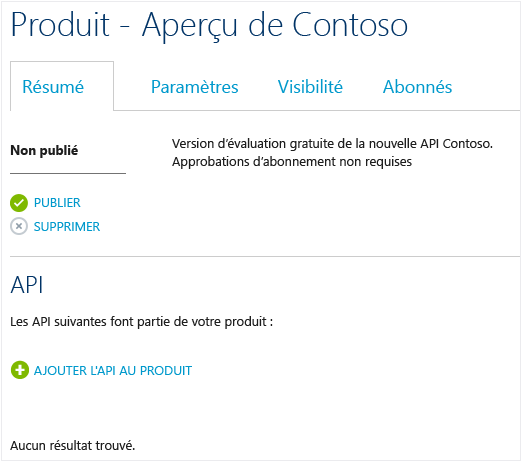 Produit - Aperçu de Contoso
Résumé Paramètres Visibilité Abonnés
Non publié
Version d'évaluation gratuite de la nouvelle API Contoso.
Approbations d'abonnement non requises
PUBLIER
SUPPRIMER
API
Les API suivantes font partie de votre produit :
AJOUTER L'API AU PRODUIT
Aucun résultat trouvé.